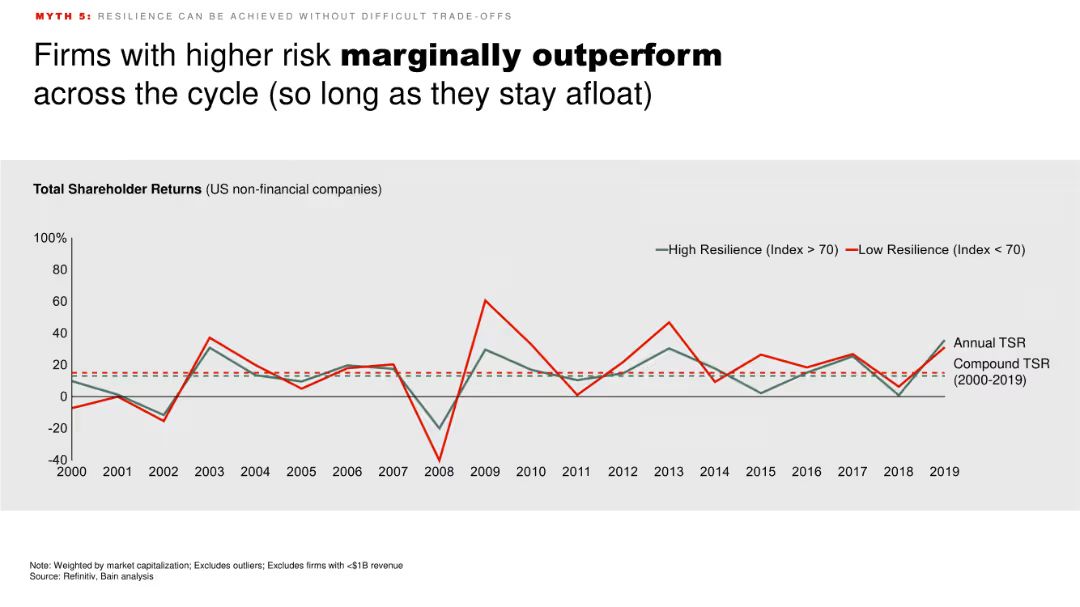 MYTH 5: RESILIENCE CAN BE ACHIEVED WITHOUT DIFFICULT TRADE-OFFS
Firms with higher risk marginally outperform
across the cycle (so long as they stay afloat)
Total Shareholder Returns (US non-financial companies)
100%
High Resilience (Index > 70) Low Resilience (Index < 70)
80
60
40
Annual TSR
20
Compound TSR
(2000-2019)
0
-20
-40
2000 2001 2002 2003 2004 2005 2006 2007 2008 2009 2010 2011 2012 2013 2014 2015 2016 2017 2018 2019
Note: Weighted by market capitalization; Excludes outliers; Excludes firms with <$1B revenue
Source: Refinitiv, Bain analysis